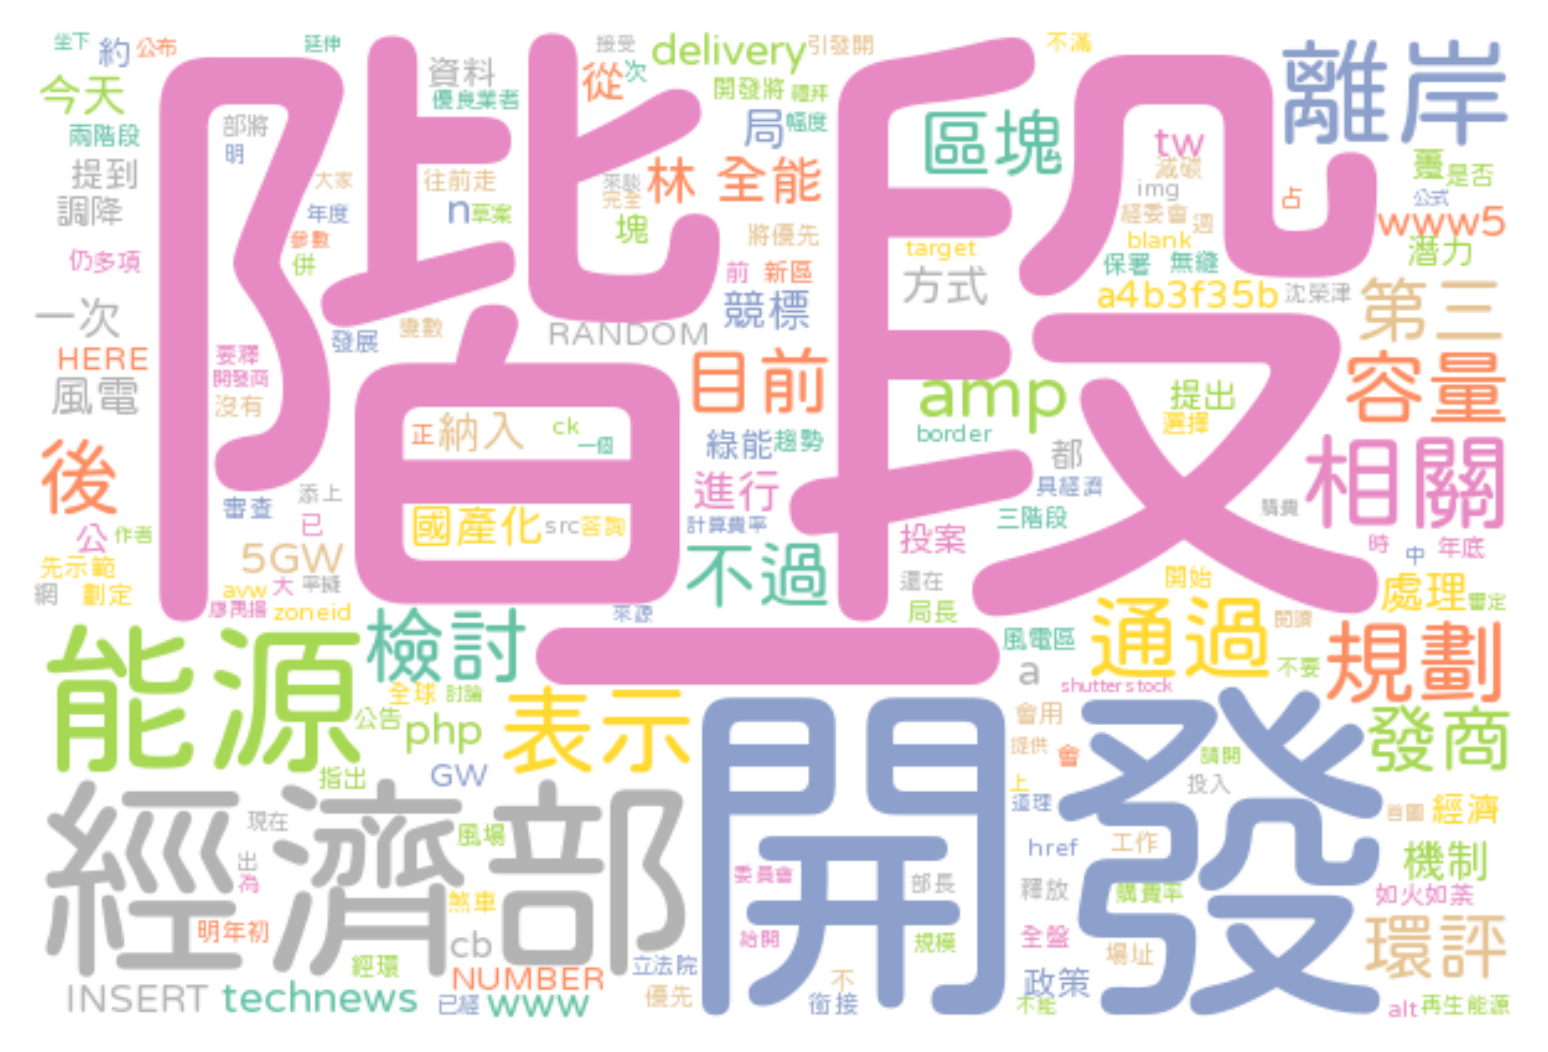 坐下 約 公布 延伸 接受 delivery 引發開 不滿 離岸
今天 資料 從 次 開發將 禮拜
優良業者
兩階段 部將 局 幅度 區塊 tw
明 減碳 靈 是否
提到 大家 往前走 林 全能 img 公式
調降 年度 n 草案 完全 占
參數 塊 將優先 經委會 週 www5
階段
仍多項 併 前 新區 target blank 潛力
保署 無縫
方式 a4b3f35b 沈榮津 第三
一次 發展 變數 RANDOM 競標
HERE 要釋 目前 容量
風電 開發商 amp 提出
沒有 正 納入 ck 一個 綠能 趨勢 border 選擇
後 都 相關
審查 添上 進行 具經濟
已 國產化 src 答詢 計算費率 三階段 購費
公 作者 投案 時 中 年底
先示範 5GW 不過 還在 開始 處理
網 劃定 avw 大 平擬 審定
廖禹揚 zoneid 來源 局長
能源 檢討 一 風電區 通過 閱讀 規劃
a 不要
全球 討論 表示 shutterstock
公告 php 會用 發商
指出 GW 提供 會 請開
開發
經濟部 上 投入
現在 風場 道理 首圖 經濟
出 href 工作 機制
為 委員會 部長 釋放 購費率 如火如荼
煞車
明年初 cb 給開 規模 全盤 環評
經環 立法院 場址
NUMBER 不 政策
INSERT technews 已經 www 優先 銜接 不能 alt 再生能源